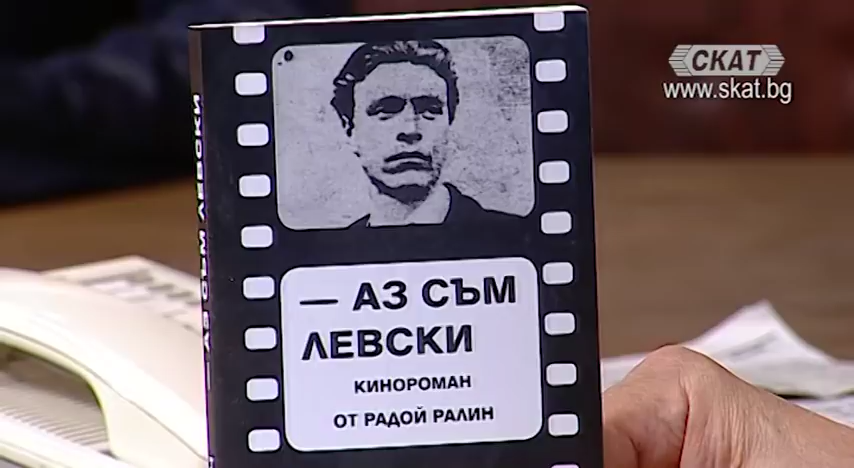 СКАТ
www.skat.bg
— АЗ СЪМ
ЛЕВСКИ
КИНОРОМАН
ОТ РАДОЙ РАЛИН
— АЗ СЪМ ЛЕВСКИ